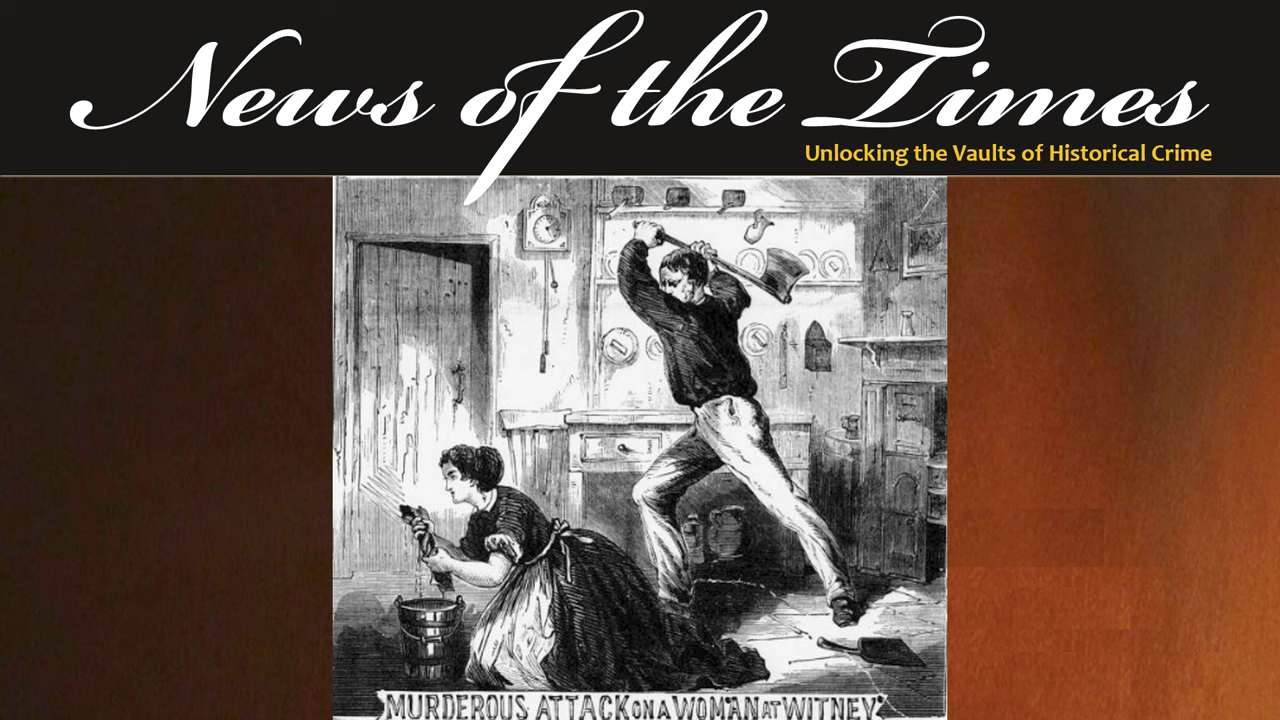 News of the Times
Unlocking the Vaults of Historical Crime
MURDEROUS ATTACK ON A WOMAN AT WITNEY